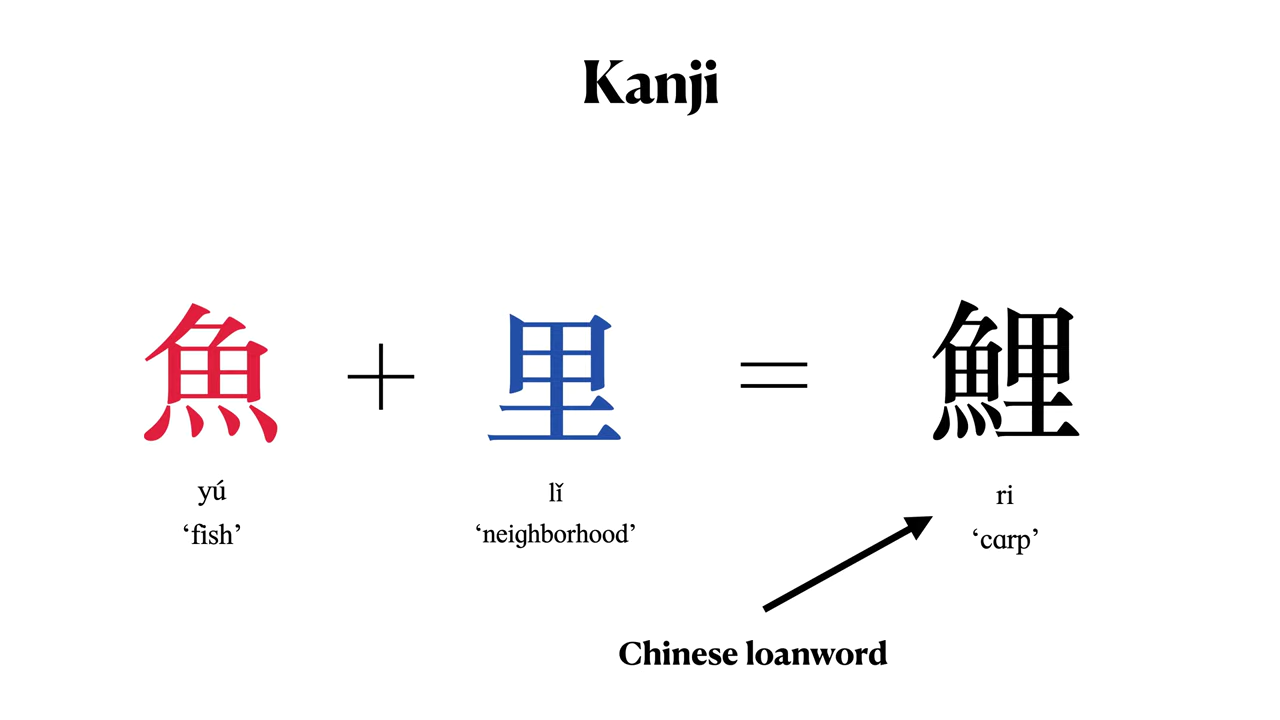 Kanji
魚 + 里 = 鯉
yú lǐ ri
‘fish’ ‘neighborhood’ ‘carp’
Chinese loanword